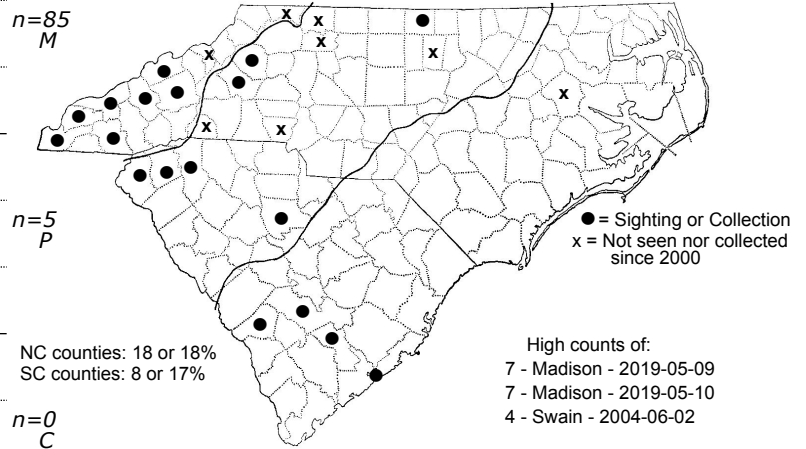 n=85
M
n=5
P
n=0
C
x
x
x
x
x
x
x
x
● = Sighting or Collection
x = Not seen nor collected
since 2000
NC counties: 18 or 18%
SC counties: 8 or 17%
High counts of:
7 - Madison - 2019-05-09
7 - Madison - 2019-05-10
4 - Swain - 2004-06-02